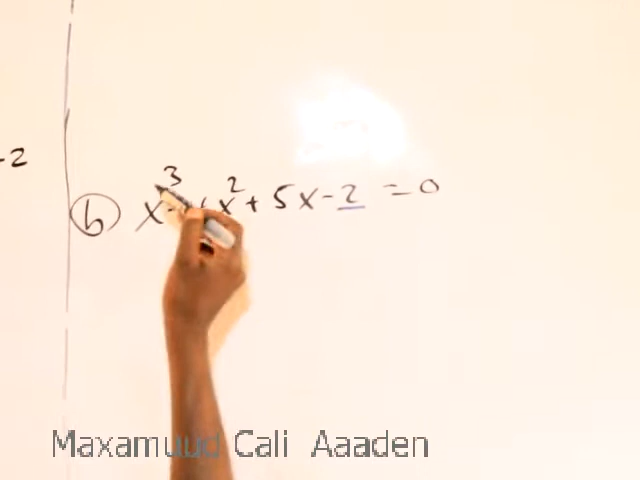 -2
(b) x³ - x² + 5x - 2 = 0
Maxamuud Cali Aaaden